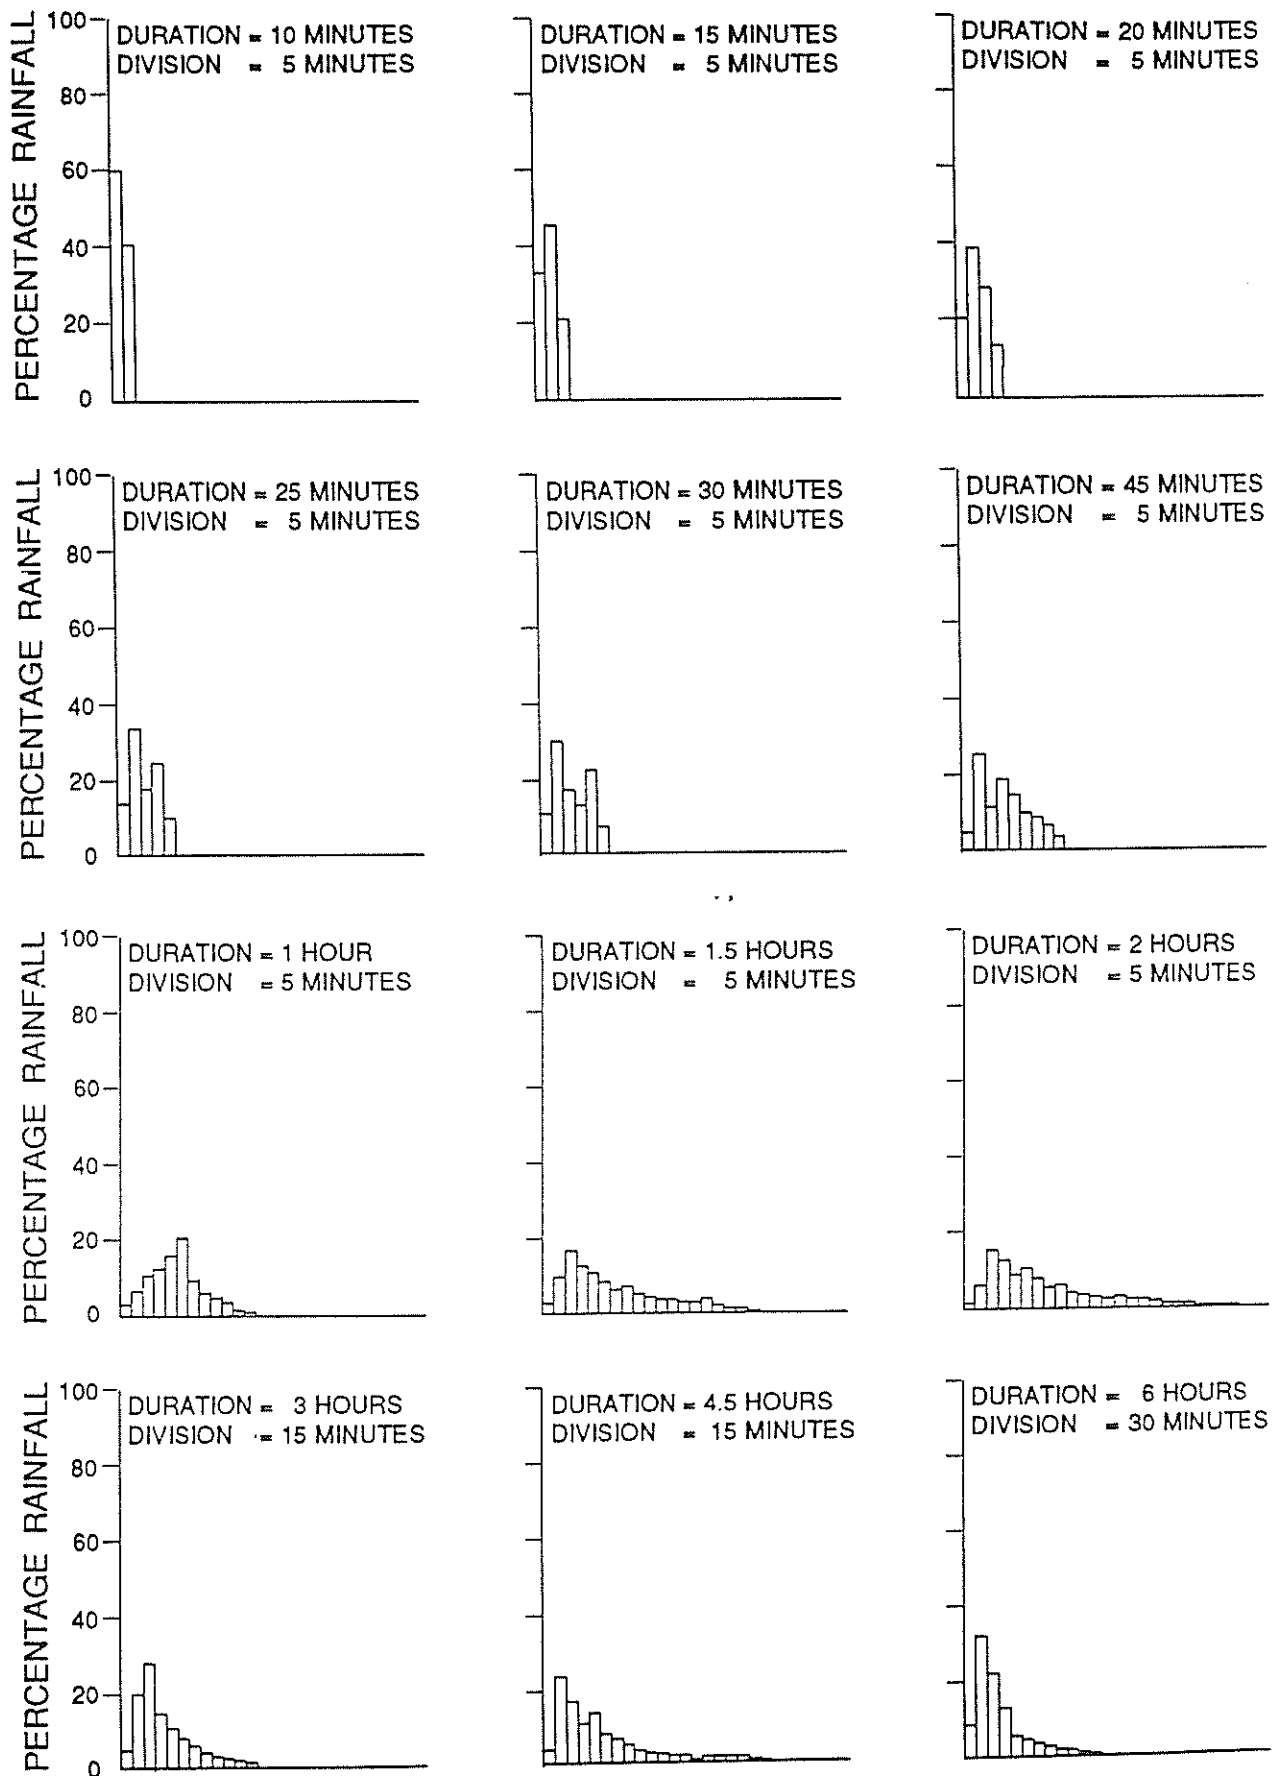 PERCENTAGE RAINFALL
100
80
60
40
20
0
DURATION = 10 MINUTES
DIVISION = 5 MINUTES
DURATION = 15 MINUTES
DIVISION = 5 MINUTES
DURATION = 20 MINUTES
DIVISION = 5 MINUTES
PERCENTAGE RAINFALL
100
80
60
40
20
0
DURATION = 25 MINUTES
DIVISION = 5 MINUTES
DURATION = 30 MINUTES
DIVISION = 5 MINUTES
DURATION = 45 MINUTES
DIVISION = 5 MINUTES
PERCENTAGE RAINFALL
100
80
60
40
20
0
DURATION = 1 HOUR
DIVISION = 5 MINUTES
DURATION = 1.5 HOURS
DIVISION = 5 MINUTES
DURATION = 2 HOURS
DIVISION = 5 MINUTES
PERCENTAGE RAINFALL
100
80
60
40
20
0
DURATION = 3 HOURS
DIVISION = 15 MINUTES
DURATION = 4.5 HOURS
DIVISION = 15 MINUTES
DURATION = 6 HOURS
DIVISION = 30 MINUTES